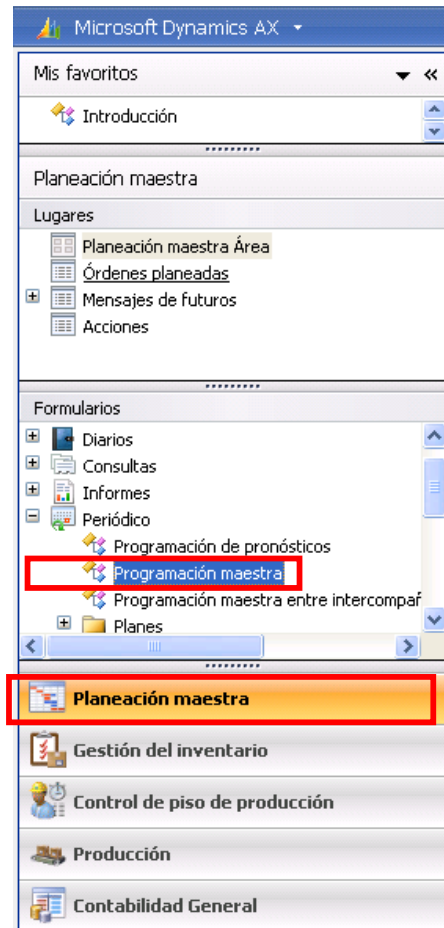 Microsoft Dynamics AX
Mis favoritos
Introducción
Planeación maestra
Lugares
Planeación maestra Área
Órdenes planeadas
Mensajes de futuros
Acciones
Formularios
Diarios
Consultas
Informes
Periódico
Programación de pronósticos
Programación maestra
Programación maestra entre intercompañ
Planes
Planeación maestra
Gestión del inventario
Control de piso de producción
Producción
Contabilidad General